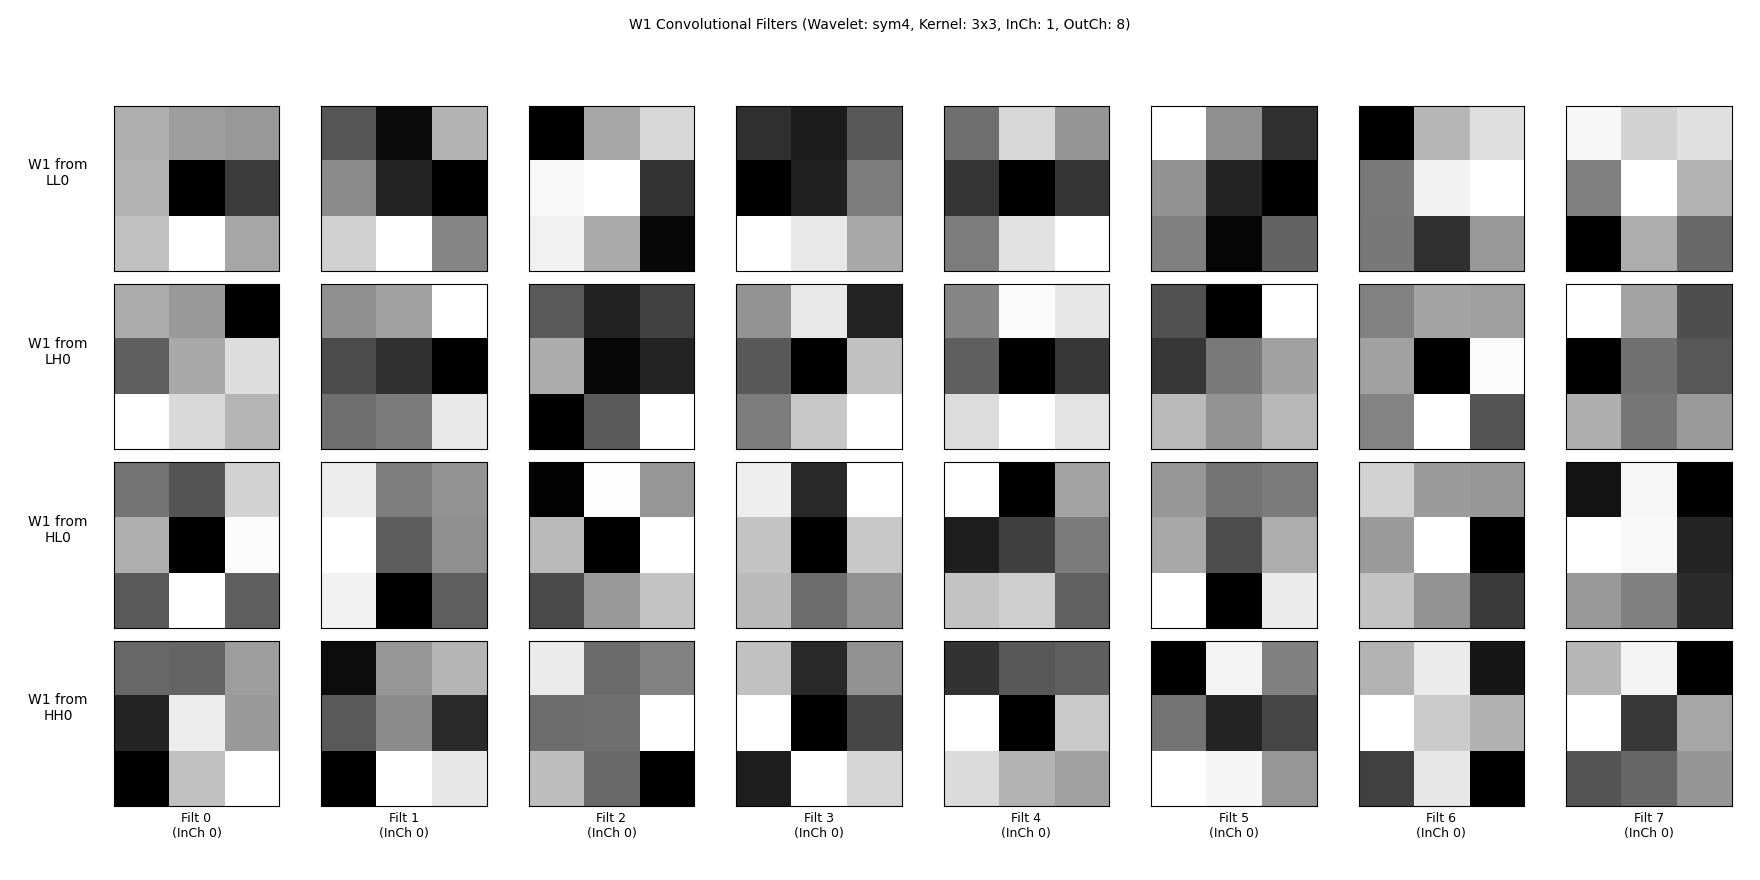 W1 Convolutional Filters (Wavelet: sym4, Kernel: 3x3, InCh: 1, OutCh: 8)
W1 from
LL0
W1 from
LH0
W1 from
HL0
W1 from
HH0
Filt 0
(InCh 0)
Filt 1
(InCh 0)
Filt 2
(InCh 0)
Filt 3
(InCh 0)
Filt 4
(InCh 0)
Filt 5
(InCh 0)
Filt 6
(InCh 0)
Filt 7
(InCh 0)